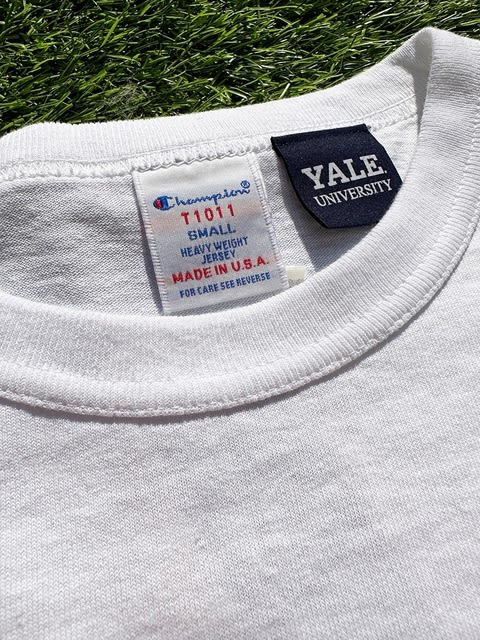 Champion®
T1011
SMALL
HEAVY WEIGHT
JERSEY
MADE IN U.S.A.
FOR CARE SEE REVERSE
YALE.
UNIVERSITY